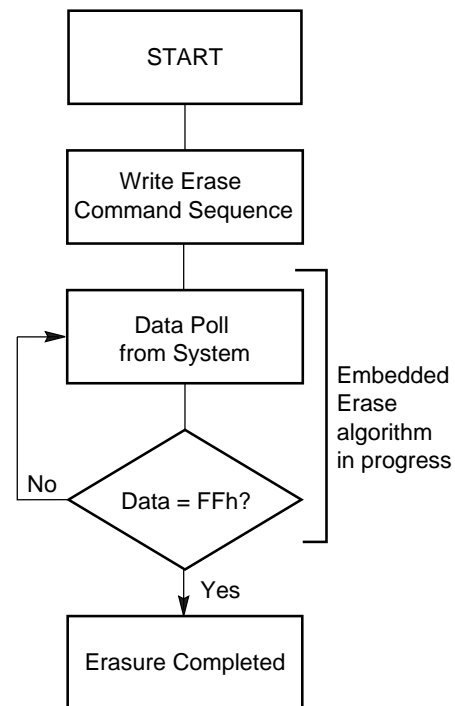 START
Write Erase
Command Sequence
Data Poll
from System
Embedded
Erase
algorithm
in progress
No
Data = FFh?
Yes
Erasure Completed